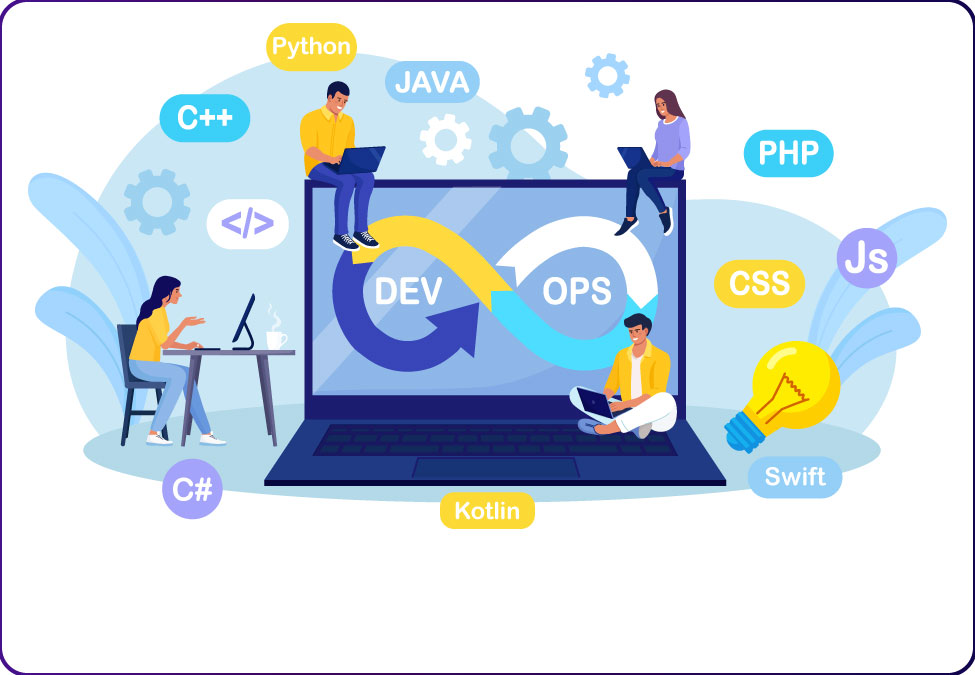 Python
JAVA
C++
PHP
</>
Js
CSS
DEV
OPS
Swift
C#
Kotlin